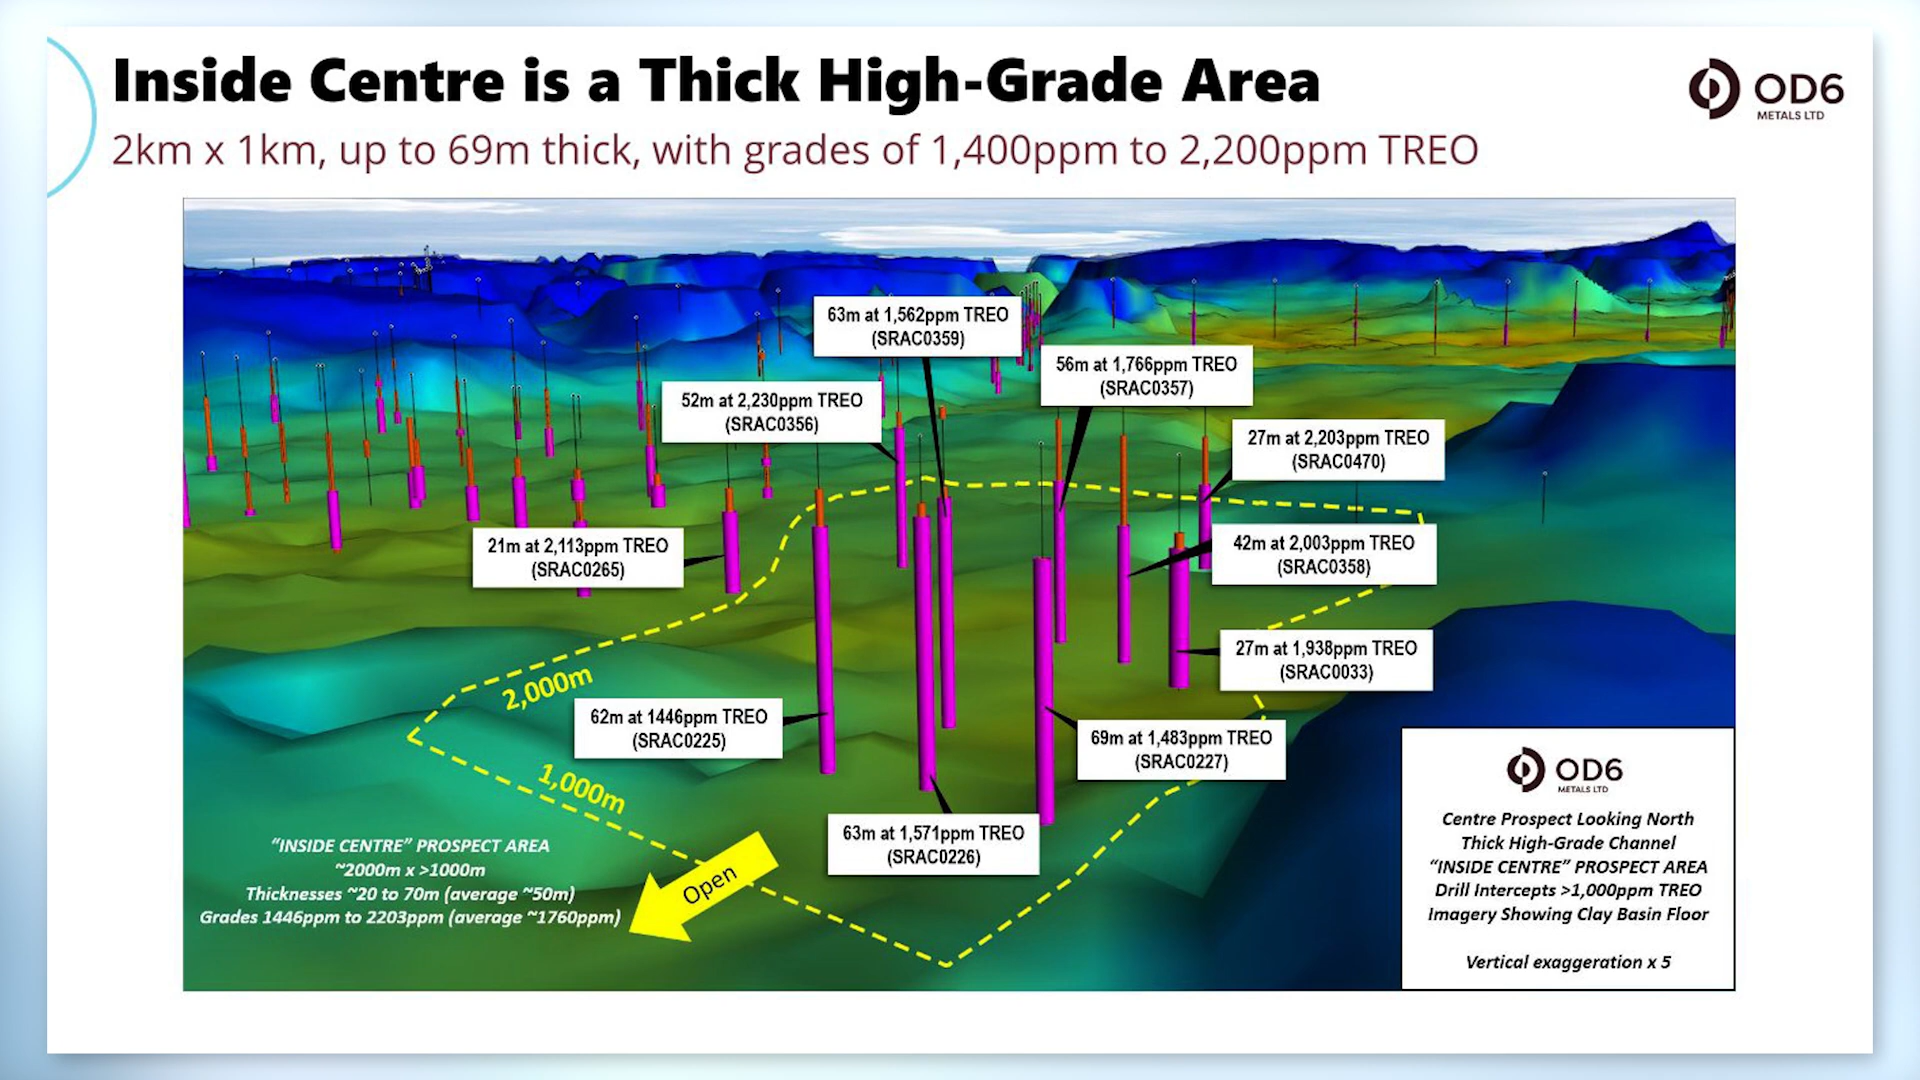 Inside Centre is a Thick High-Grade Area
OD6
METALS LTD
2km x 1km, up to 69m thick, with grades of 1,400ppm to 2,200ppm TREO
63m at 1,562ppm TREO
(SRAC0359)
56m at 1,766ppm TREO
(SRAC0357)
52m at 2,230ppm TREO
(SRAC0356)
27m at 2,203ppm TREO
(SRAC0470)
21m at 2,113ppm TREO
(SRAC0265)
42m at 2,003ppm TREO
(SRAC0358)
27m at 1,938ppm TREO
(SRAC0033)
2,000m
62m at 1446ppm TREO
(SRAC0225)
69m at 1,483ppm TREO
(SRAC0227)
1,000m
63m at 1,571ppm TREO
(SRAC0226)
Open
“INSIDE CENTRE” PROSPECT AREA
~2000m x >1000m
Thicknesses ~20 to 70m (average ~50m)
Grades 1446ppm to 2203ppm (average ~1760ppm)
OD6
METALS LTD
Centre Prospect Looking North
Thick High-Grade Channel
“INSIDE CENTRE” PROSPECT AREA
Drill Intercepts >1,000ppm TREO
Imagery Showing Clay Basin Floor
Vertical exaggeration x 5